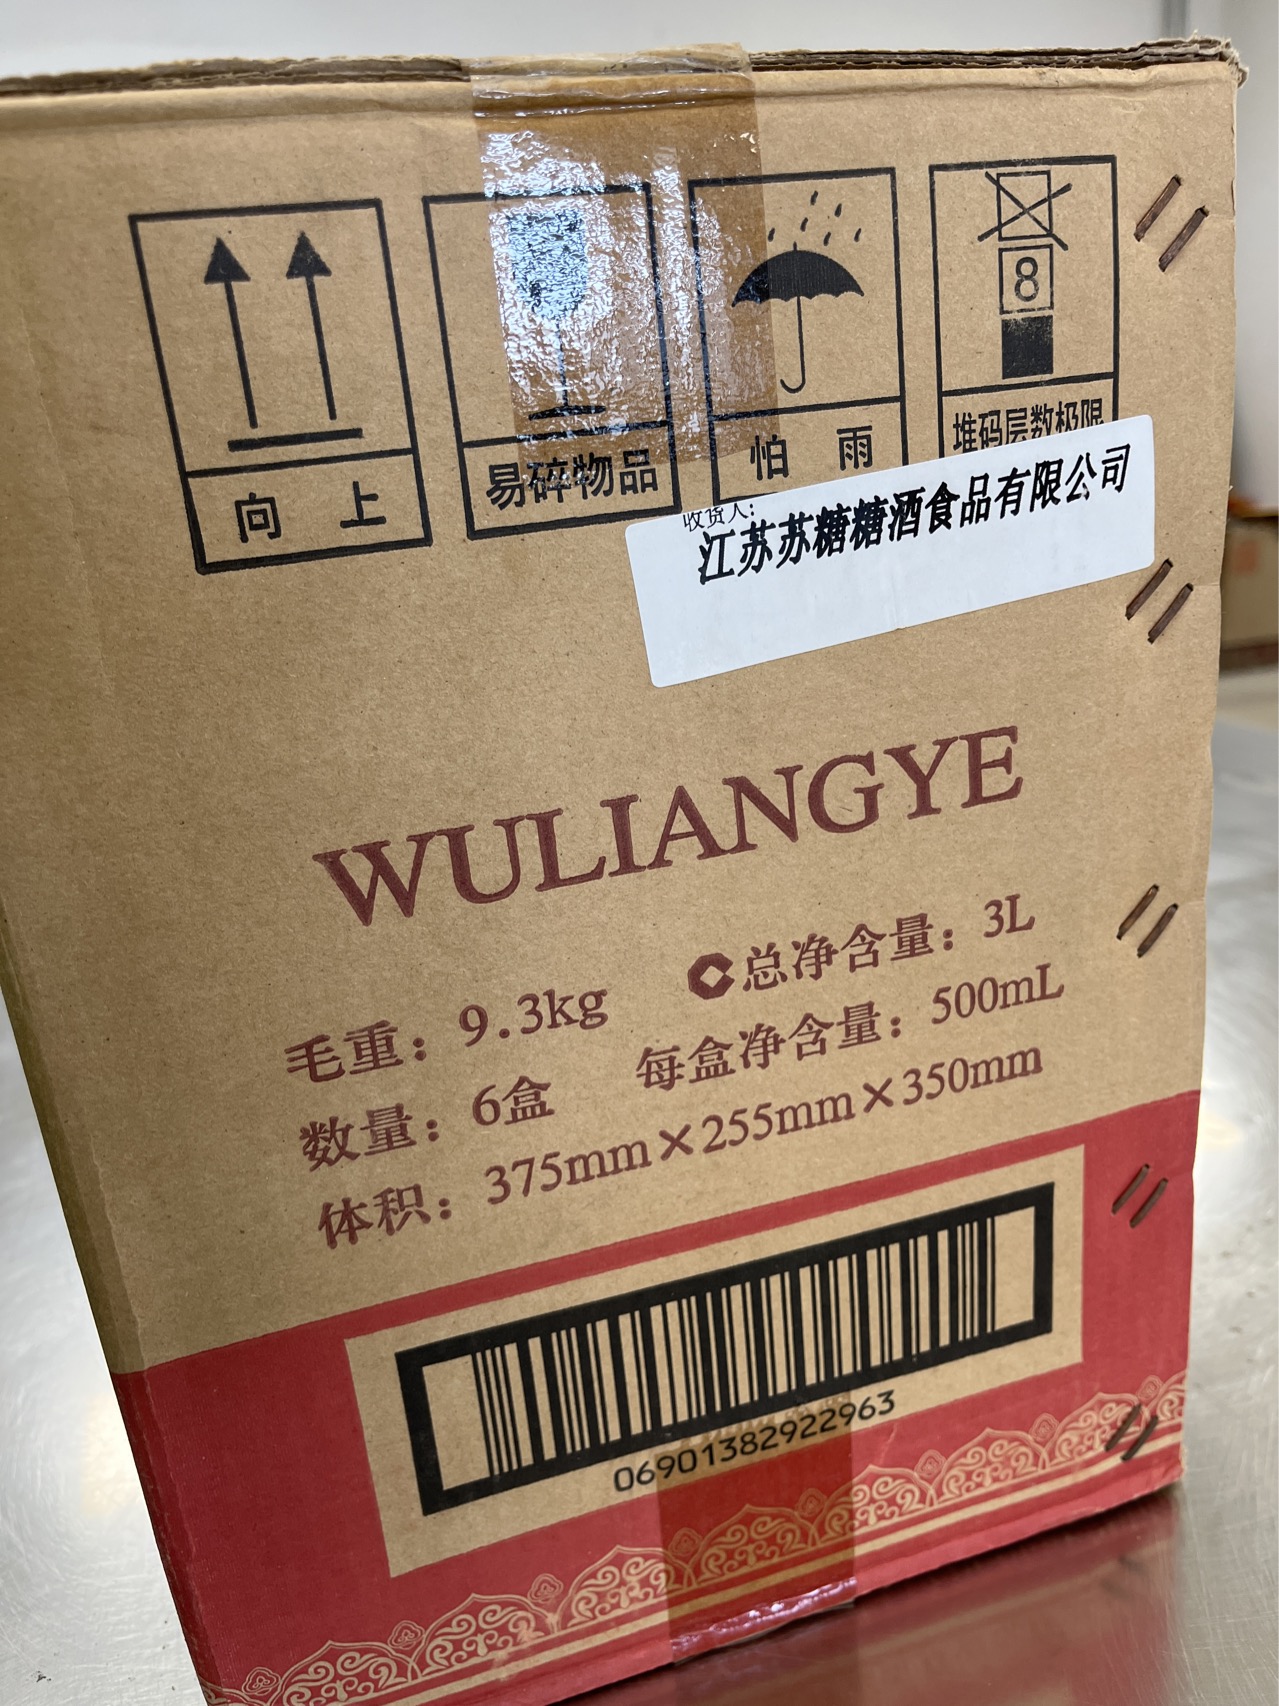 8
向 上
易碎物品
怕 雨
堆码层数极限
收货人:
江苏苏糖糖酒食品有限公司
WULIANGYE
毛重：9.3kg 总净含量：3L
数量：6盒 每盒净含量：500mL
体积：375mm×255mm×350mm
06901382922963